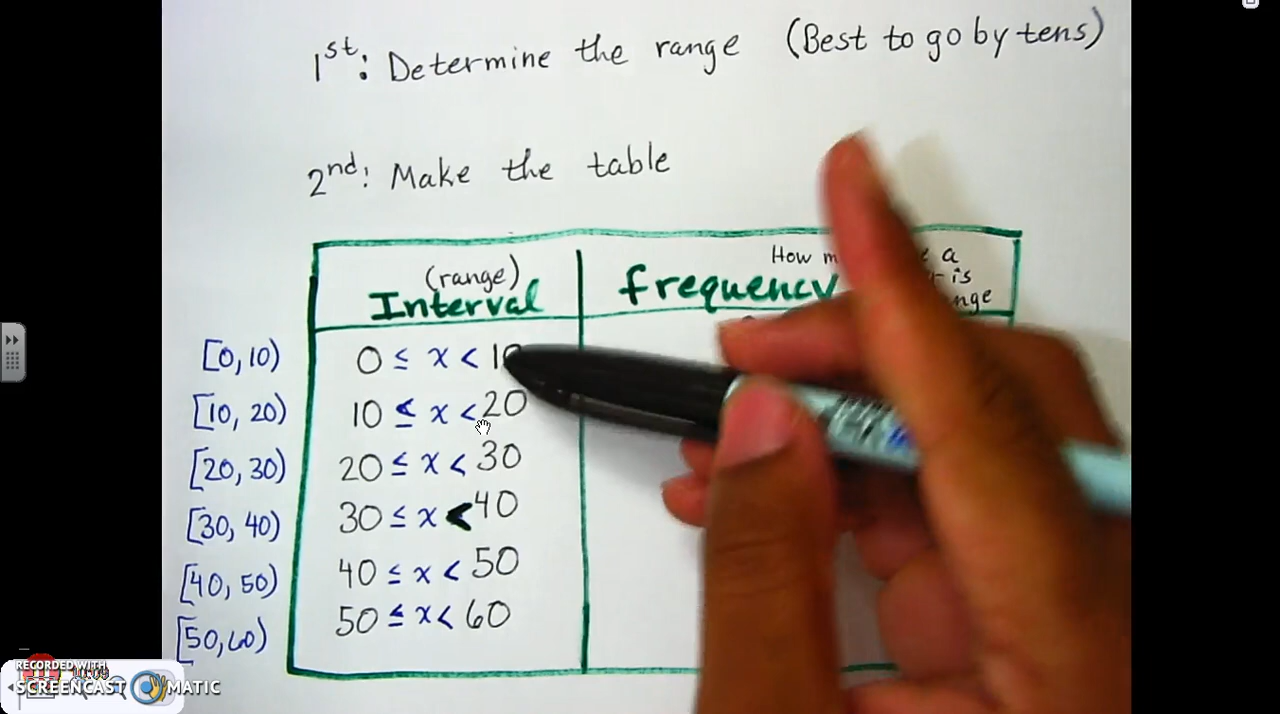 1st: Determine the range (Best to go by tens)
2nd: Make the table
(range)
Interval
How
a
frequency
is
[0, 10) 0 ≤ x < 10
[10, 20) 10 ≤ x < 20
[20, 30) 20 ≤ x < 30
[30, 40) 30 ≤ x < 40
[40, 50) 40 ≤ x < 50
[50, 60) 50 ≤ x < 60
RECORDED WITH
SCREENCAST MATIC